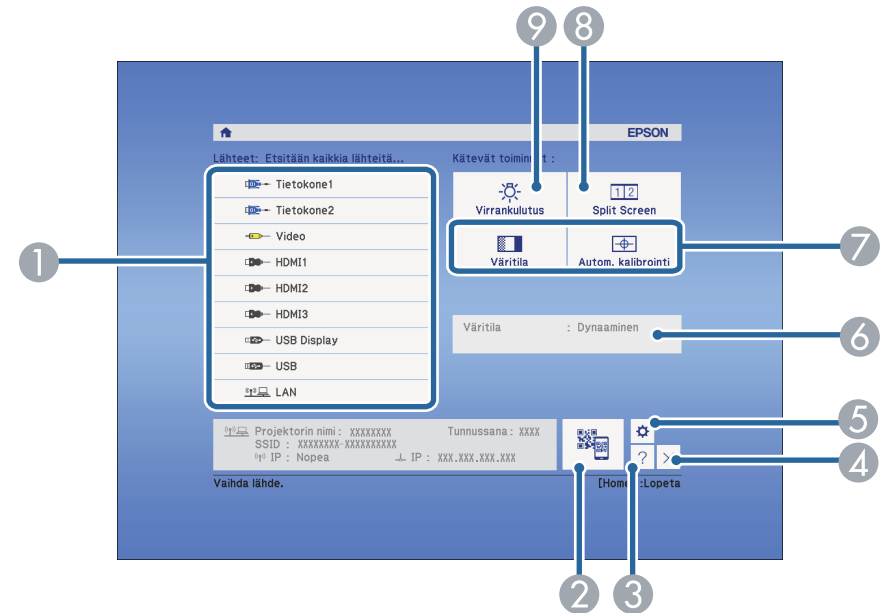 9 8
EPSON
Lähteet: Etsitään kaikkia lähteitä...
Kätevät toiminnot :
Tietokone1
Tietokone2
Video
HDMI1
HDMI2
HDMI3
USB Display
USB
LAN
1
Virrankulutus
1 2
Split Screen
Väritila
Autom. kalibrointi
7
Väritila : Dynaaminen
6
Projektorin nimi : XXXXXXXX Tunnussana : XXXX
SSID : XXXXXXXX-XXXXXXXXXX
IP : Nopea IP : XXX.XXX.XXX.XXX
5
?
>
4
Vaihda lähde.
[Home] :Lopeta
2 3